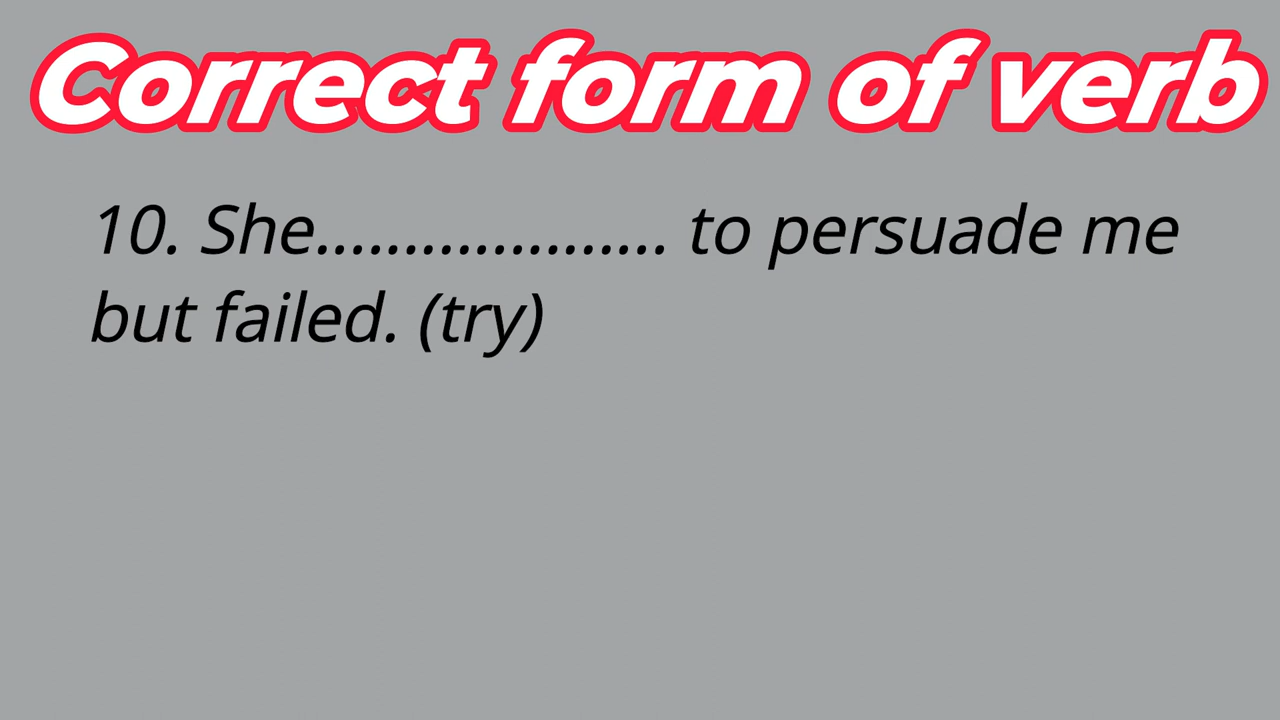 Correct form of verb
10. She.................... to persuade me
but failed. (try)